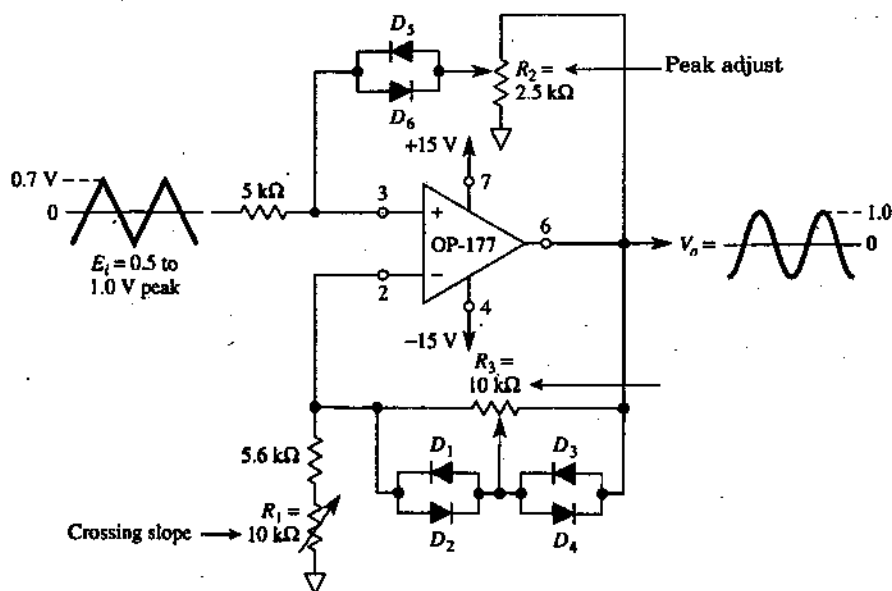 D5
R2 =
2.5 kΩ
Peak adjust
D6
+15 V
0.7 V
0
5 kΩ
3
7
+
OP-177
6
Vo =
1.0
0
Ei = 0.5 to
1.0 V peak
2
−
4
−15 V
R3 =
10 kΩ
5.6 kΩ
D1
D3
R1 =
10 kΩ
Crossing slope
D2
D4